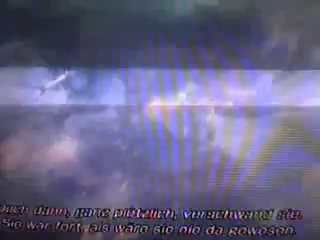 Doch dann, ganz plötzlich, verschwand sie.
Sie war fort, als wäre sie nie da gewesen.